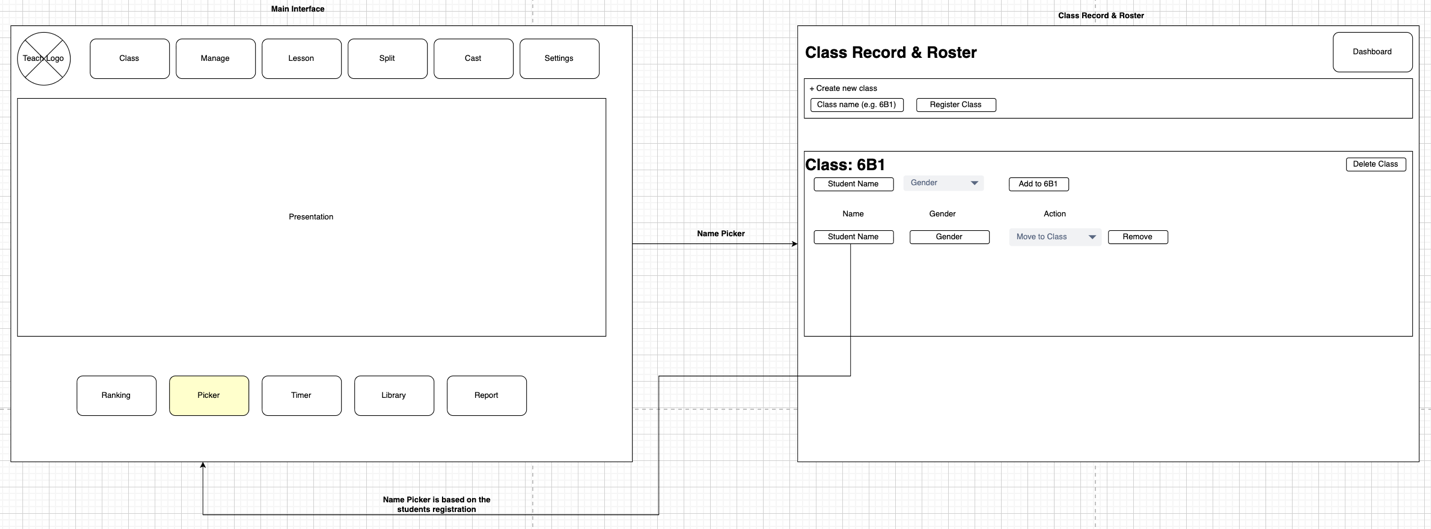 Main Interface
Class Record & Roster
Teach Logo
Class
Manage
Lesson
Split
Cast
Settings
Presentation
Ranking
Picker
Timer
Library
Report
Name Picker
Name Picker is based on the
students registration
Class Record & Roster
Dashboard
+ Create new class
Class name (e.g. 6B1)
Register Class
Class: 6B1
Delete Class
Student Name
Gender
Add to 6B1
Name
Gender
Action
Student Name
Gender
Move to Class
Remove